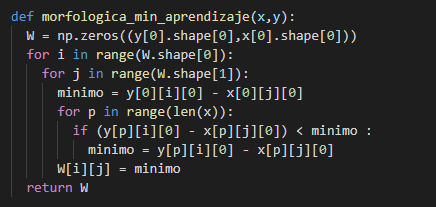 def morfologica_min_aprendizaje(x,y):
  W = np.zeros((y[0].shape[0],x[0].shape[0]))
  for i in range(W.shape[0]):
    for j in range(W.shape[1]):
      minimo = y[0][i][0] - x[0][j][0]
      for p in range(len(x)):
        if (y[p][i][0] - x[p][j][0]) < minimo :
          minimo = y[p][i][0] - x[p][j][0]
      W[i][j] = minimo
  return W